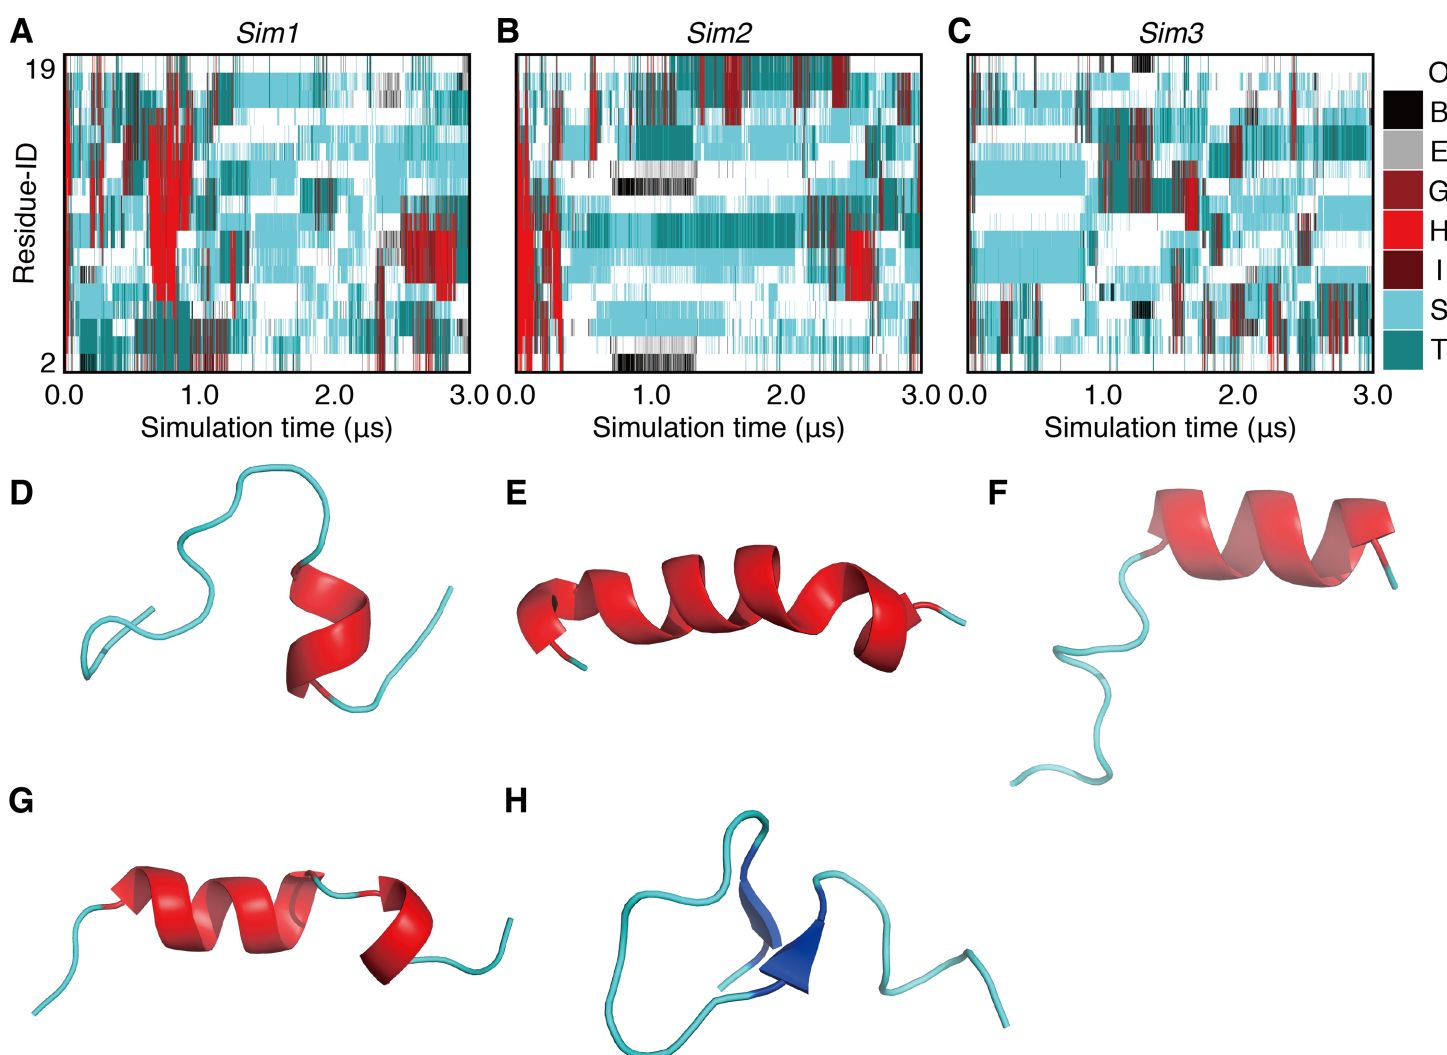 A Sim1 B Sim2 C Sim3
19
2
Residue-ID
O
B
E
G
H
I
S
T
0.0 1.0 2.0 3.0 0.0 1.0 2.0 3.0 0.0 1.0 2.0 3.0
Simulation time (µs) Simulation time (µs) Simulation time (µs)
D E F
G H